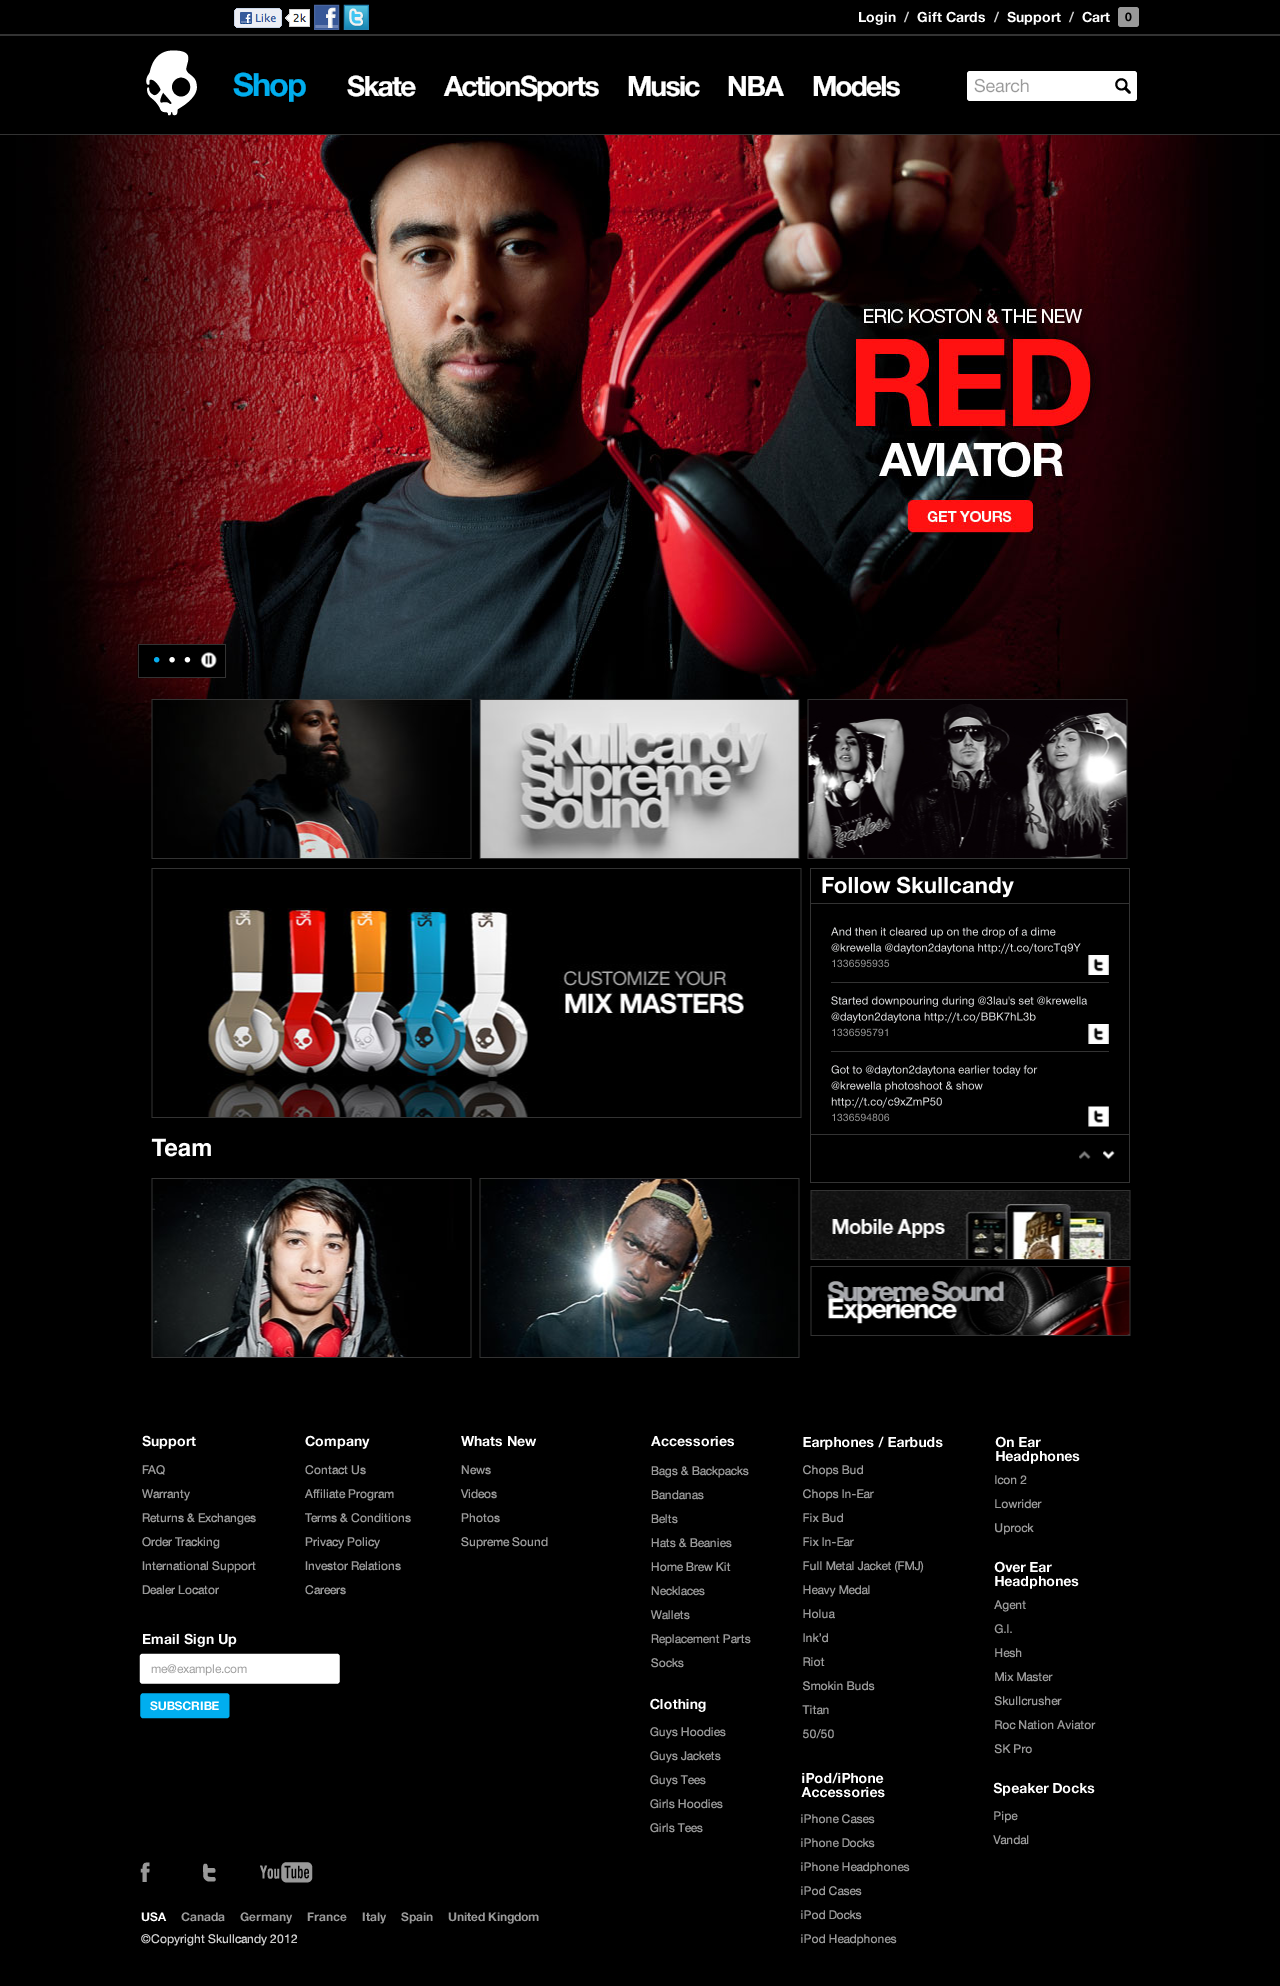 Like 2k
Login / Gift Cards / Support / Cart 0
Shop Skate ActionSports Music NBA Models
Search
ERIC KOSTON & THE NEW
RED
AVIATOR
GET YOURS
Skullcandy
Supreme
Sound
Reckless
CUSTOMIZE YOUR
MIX MASTERS
Follow Skullcandy
And then it cleared up on the drop of a dime
@krewella @dayton2daytona http://t.co/torcTq9Y
1336595935
Started downpouring during @3lau's set @krewella
@dayton2daytona http://t.co/BBK7hL3b
1336595791
Got to @dayton2daytona earlier today for
@krewella photoshoot & show
http://t.co/c9xZmP50
1336594806
Team
Mobile Apps
Supreme Sound
Experience
Support
FAQ
Warranty
Returns & Exchanges
Order Tracking
International Support
Dealer Locator
Company
Contact Us
Affiliate Program
Terms & Conditions
Privacy Policy
Investor Relations
Careers
Whats New
News
Videos
Photos
Supreme Sound
Email Sign Up
me@example.com
SUBSCRIBE
Accessories
Bags & Backpacks
Bandanas
Belts
Hats & Beanies
Home Brew Kit
Necklaces
Wallets
Replacement Parts
Socks
Clothing
Guys Hoodies
Guys Jackets
Guys Tees
Girls Hoodies
Girls Tees
Earphones / Earbuds
Chops Bud
Chops In-Ear
Fix Bud
Fix In-Ear
Full Metal Jacket (FMJ)
Heavy Medal
Holua
Ink'd
Riot
Smokin Buds
Titan
50/50
iPod/iPhone
Accessories
iPhone Cases
iPhone Docks
iPhone Headphones
iPod Cases
iPod Docks
iPod Headphones
On Ear
Headphones
Icon 2
Lowrider
Uprock
Over Ear
Headphones
Agent
G.I.
Hesh
Mix Master
Skullcrusher
Roc Nation Aviator
SK Pro
Speaker Docks
Pipe
Vandal
YouTube
USA Canada Germany France Italy Spain United Kingdom
©Copyright Skullcandy 2012